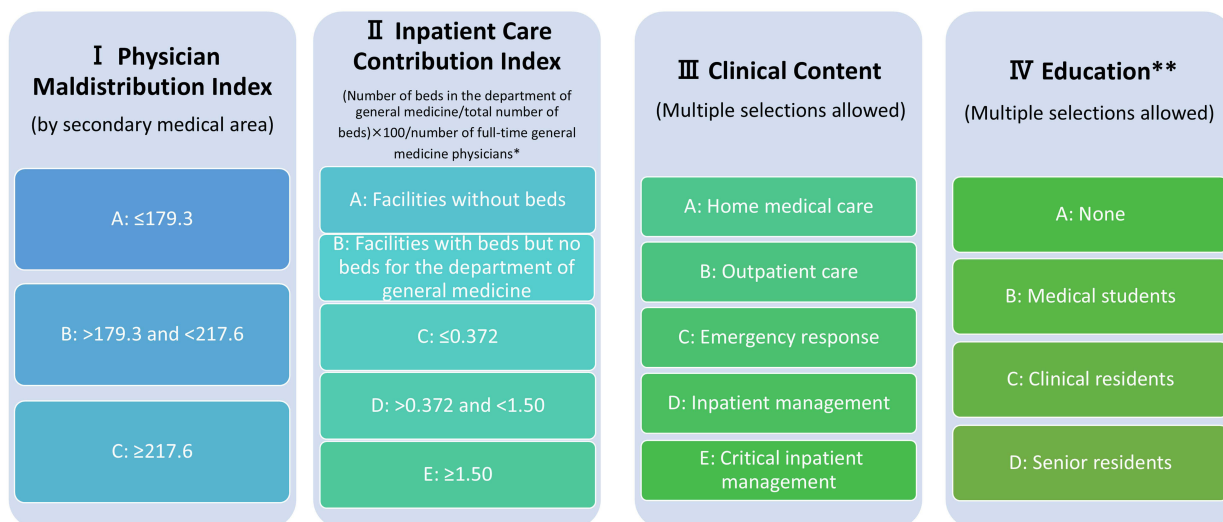 Ⅰ Physician
Maldistribution Index
(by secondary medical area)
A: ≤179.3
B: >179.3 and <217.6
C: ≥217.6
Ⅱ Inpatient Care
Contribution Index
(Number of beds in the department of
general medicine/total number of
beds)×100/number of full-time general
medicine physicians*
A: Facilities without beds
B: Facilities with beds but no
beds for the department of
general medicine
C: ≤0.372
D: >0.372 and <1.50
E: ≥1.50
Ⅲ Clinical Content
(Multiple selections allowed)
A: Home medical care
B: Outpatient care
C: Emergency response
D: Inpatient management
E: Critical inpatient
management
Ⅳ Education**
(Multiple selections allowed)
A: None
B: Medical students
C: Clinical residents
D: Senior residents